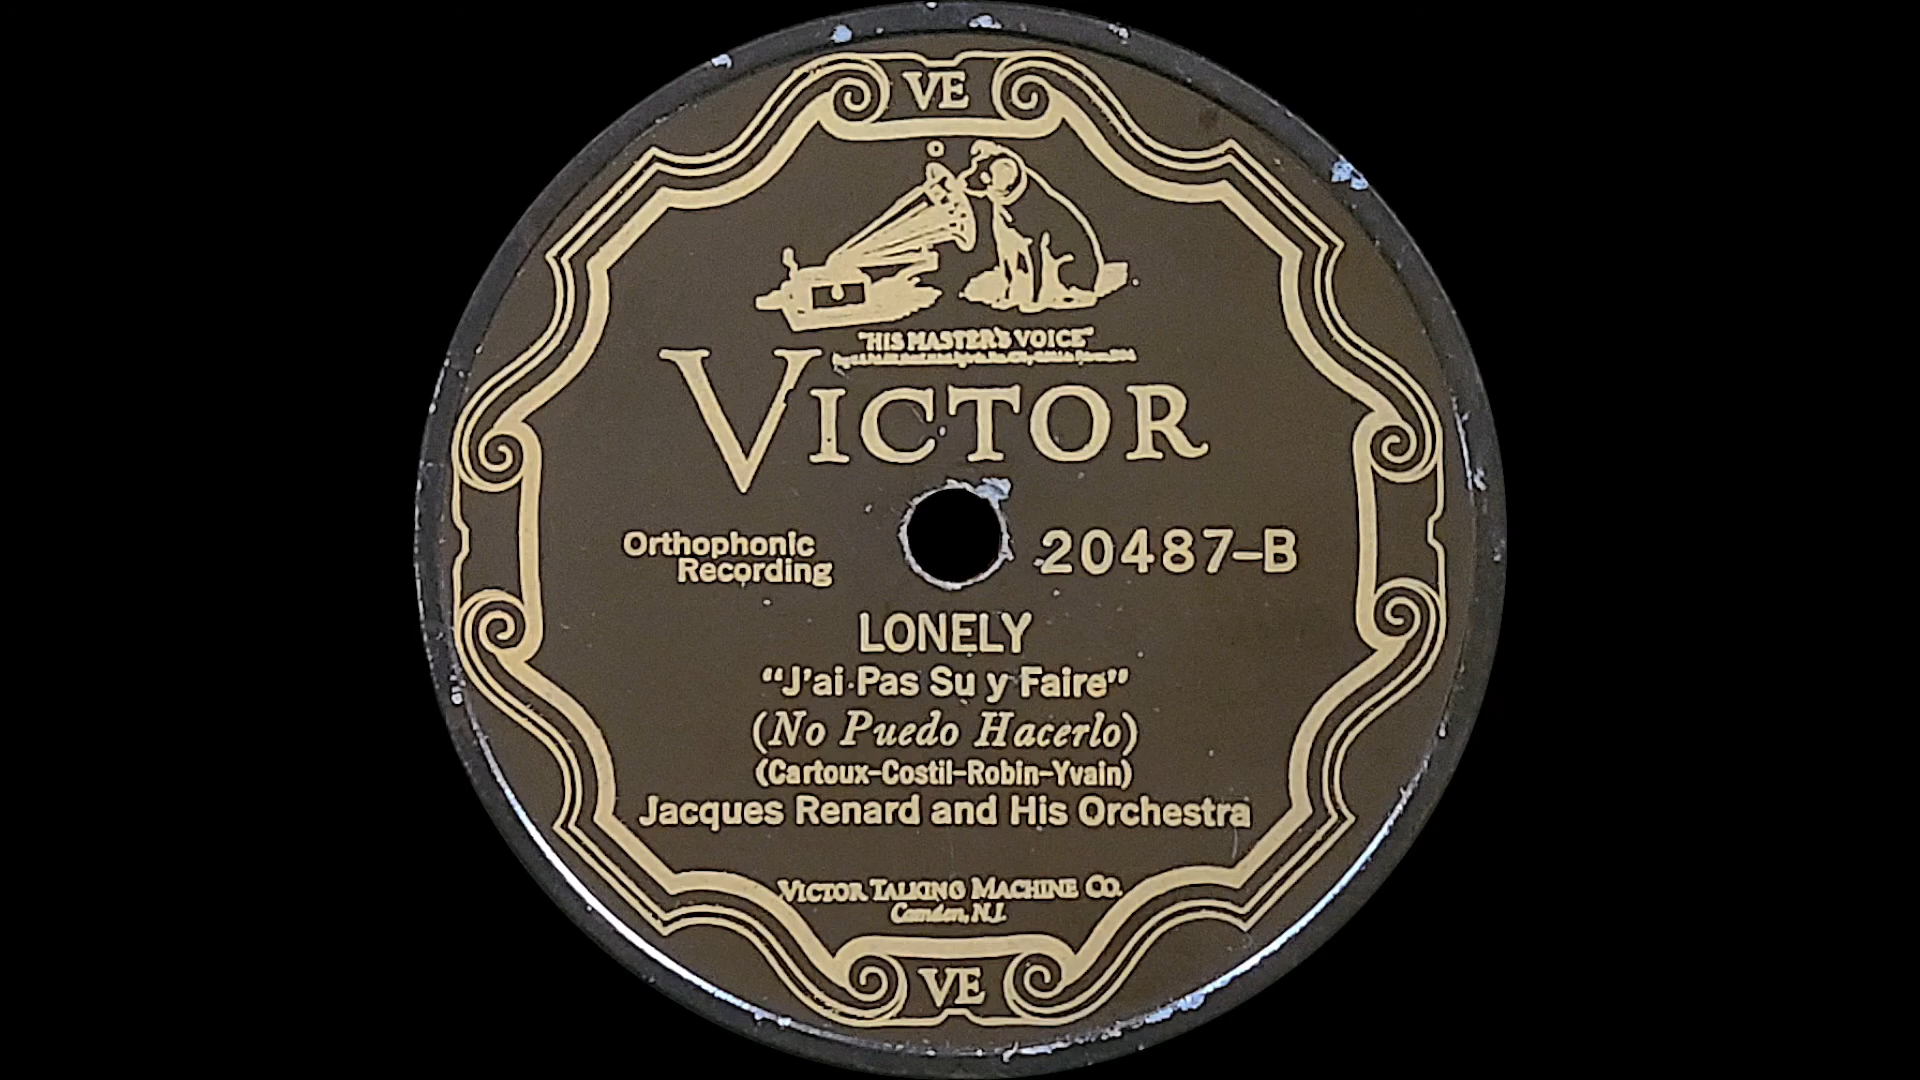 VE
"HIS MASTER'S VOICE"
VICTOR
Orthophonic
Recording
20487-B
LONELY
"J'ai Pas Su y Faire"
(No Puedo Hacerlo)
(Cartoux-Costil-Robin-Yvain)
Jacques Renard and His Orchestra
VICTOR TALKING MACHINE CO.
Camden, N.J.
VE